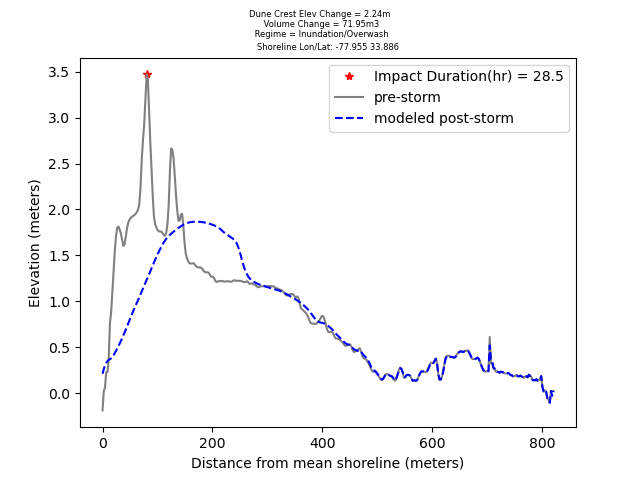 Dune Crest Elev Change = 2.24m
Volume Change = 71.95m3
Regime = Inundation/Overwash
Shoreline Lon/Lat: -77.955 33.886
Impact Duration(hr) = 28.5
pre-storm
modeled post-storm
3.5
3.0
2.5
2.0
1.5
1.0
0.5
0.0
Elevation (meters)
0 200 400 600 800
Distance from mean shoreline (meters)